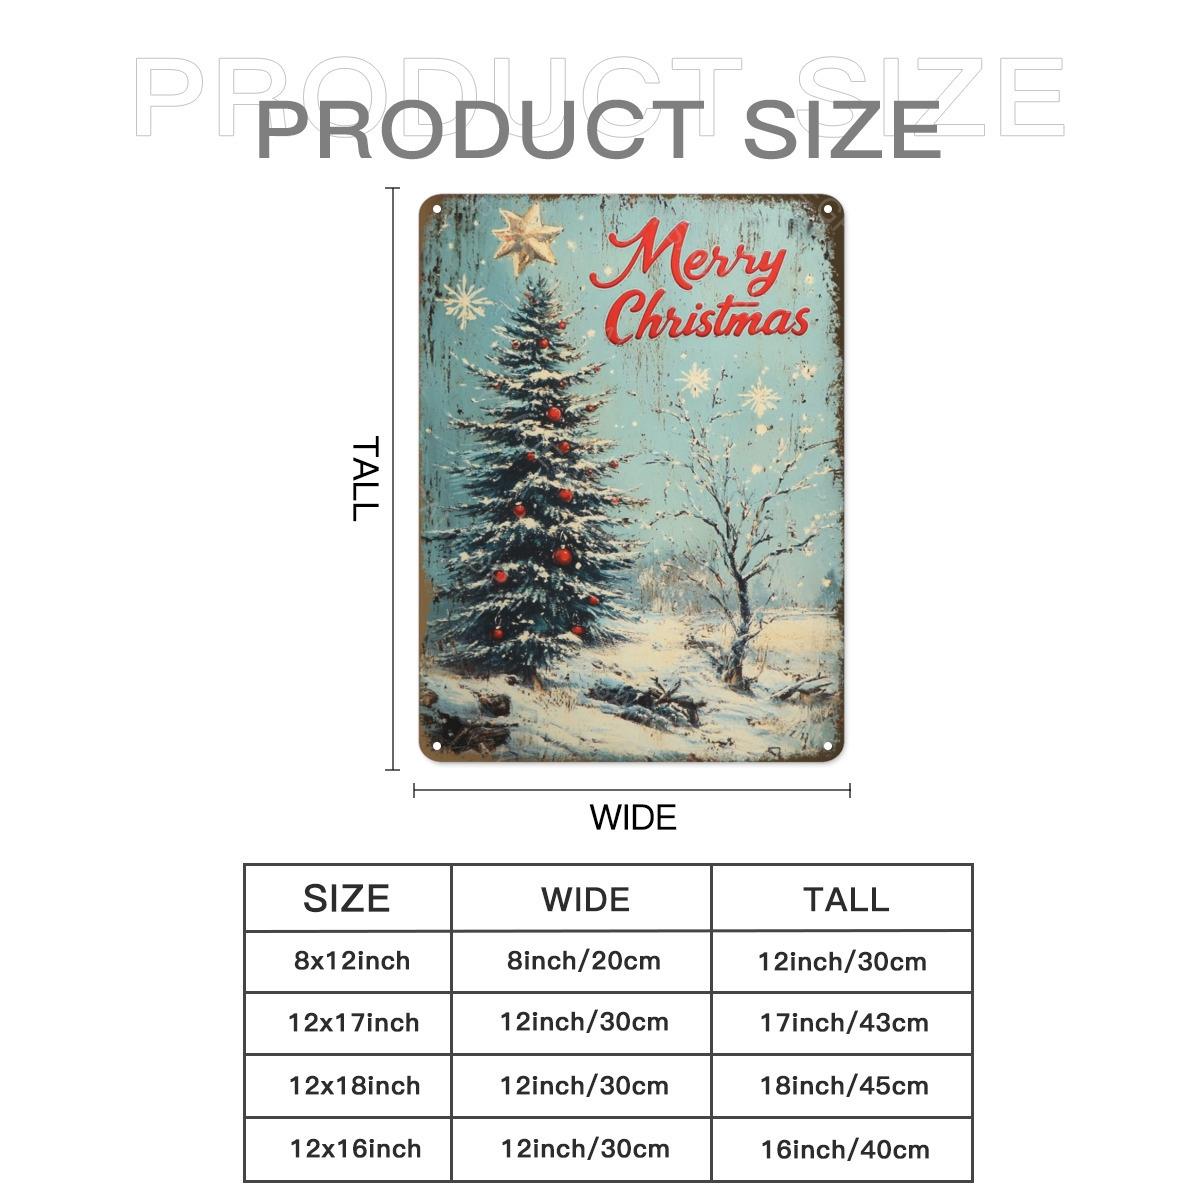 PRODUCT SIZE
PRODUCT SIZE
Merry
Christmas
TALL
WIDE
SIZE WIDE TALL
8x12inch 8inch/20cm 12inch/30cm
12x17inch 12inch/30cm 17inch/43cm
12x18inch 12inch/30cm 18inch/45cm
12x16inch 12inch/30cm 16inch/40cm